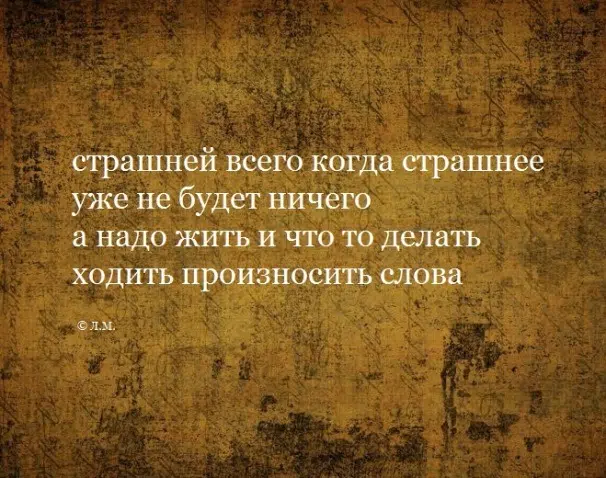 страшней всего когда страшнее
уже не будет ничего
а надо жить и что то делать
ходить произносить слова
© Л.М.